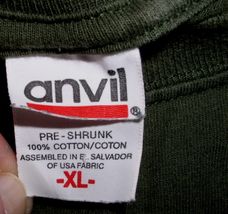 anvil
®
PRE-SHRUNK
100% COTTON/COTON
ASSEMBLED IN EL SALVADOR
OF USA FABRIC
-XL-